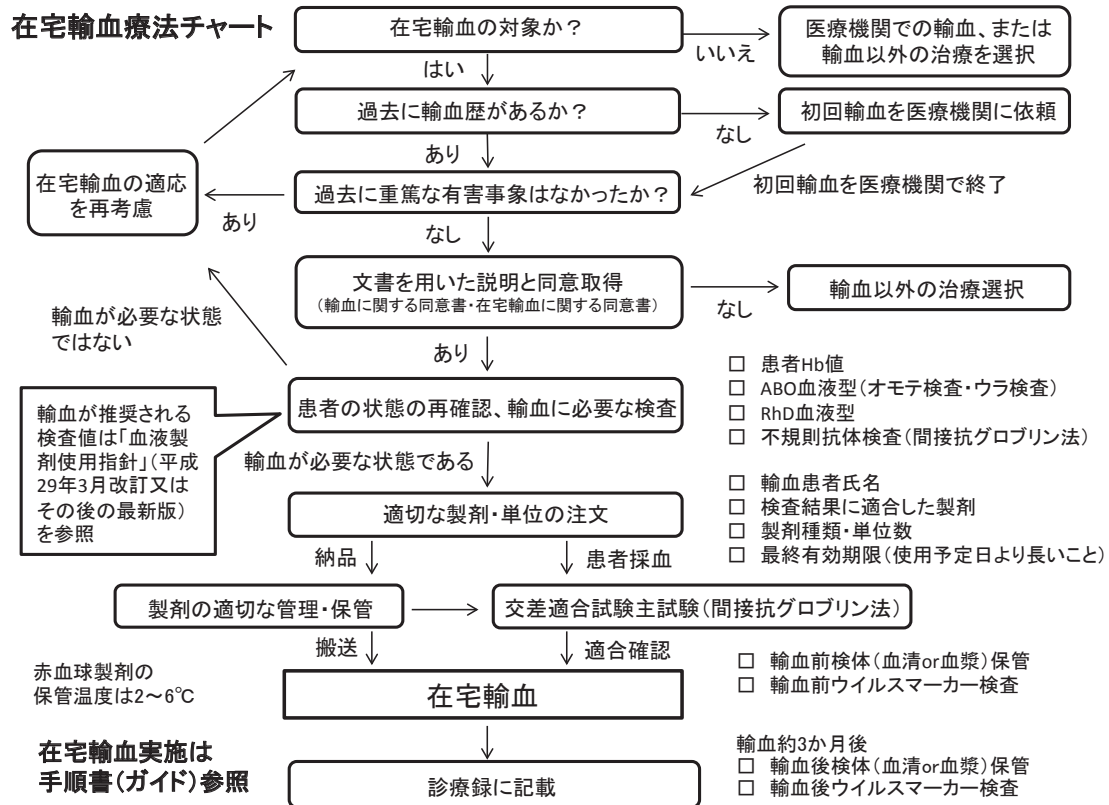 在宅輸血療法チャート
在宅輸血の対象か？
いいえ
医療機関での輸血、または
輸血以外の治療を選択
はい
過去に輸血歴があるか？
なし
初回輸血を医療機関に依頼
あり
初回輸血を医療機関で終了
過去に重篤な有害事象はなかったか？
あり
在宅輸血の適応
を再考慮
なし
文書を用いた説明と同意取得
（輸血に関する同意書・在宅輸血に関する同意書）
なし
輸血以外の治療選択
輸血が必要な状態
ではない
あり
患者の状態の再確認、輸血に必要な検査
□ 患者Hb値
□ ABO血液型（オモテ検査・ウラ検査）
□ RhD血液型
□ 不規則抗体検査（間接抗グロブリン法）
輸血が推奨される
検査値は「血液製
剤使用指針」（平成
29年3月改訂又は
その後の最新版）
を参照
輸血が必要な状態である
適切な製剤・単位の注文
□ 輸血患者氏名
□ 検査結果に適合した製剤
□ 製剤種類・単位数
□ 最終有効期限（使用予定日より長いこと）
納品
患者採血
製剤の適切な管理・保管
交差適合試験主試験（間接抗グロブリン法）
搬送
適合確認
赤血球製剤の
保管温度は2～6℃
在宅輸血
□ 輸血前検体（血清or血漿）保管
□ 輸血前ウイルスマーカー検査
在宅輸血実施は
手順書（ガイド）参照
診療録に記載
輸血約3か月後
□ 輸血後検体（血清or血漿）保管
□ 輸血後ウイルスマーカー検査